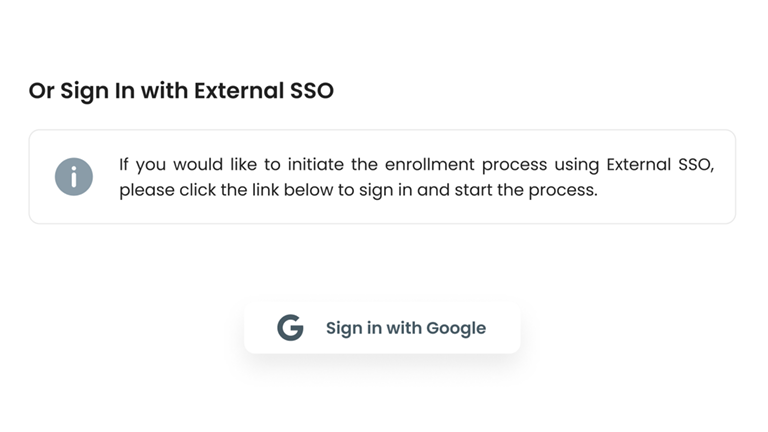 Or Sign In with External SSO
If you would like to initiate the enrollment process using External SSO,
please click the link below to sign in and start the process.
Sign in with Google